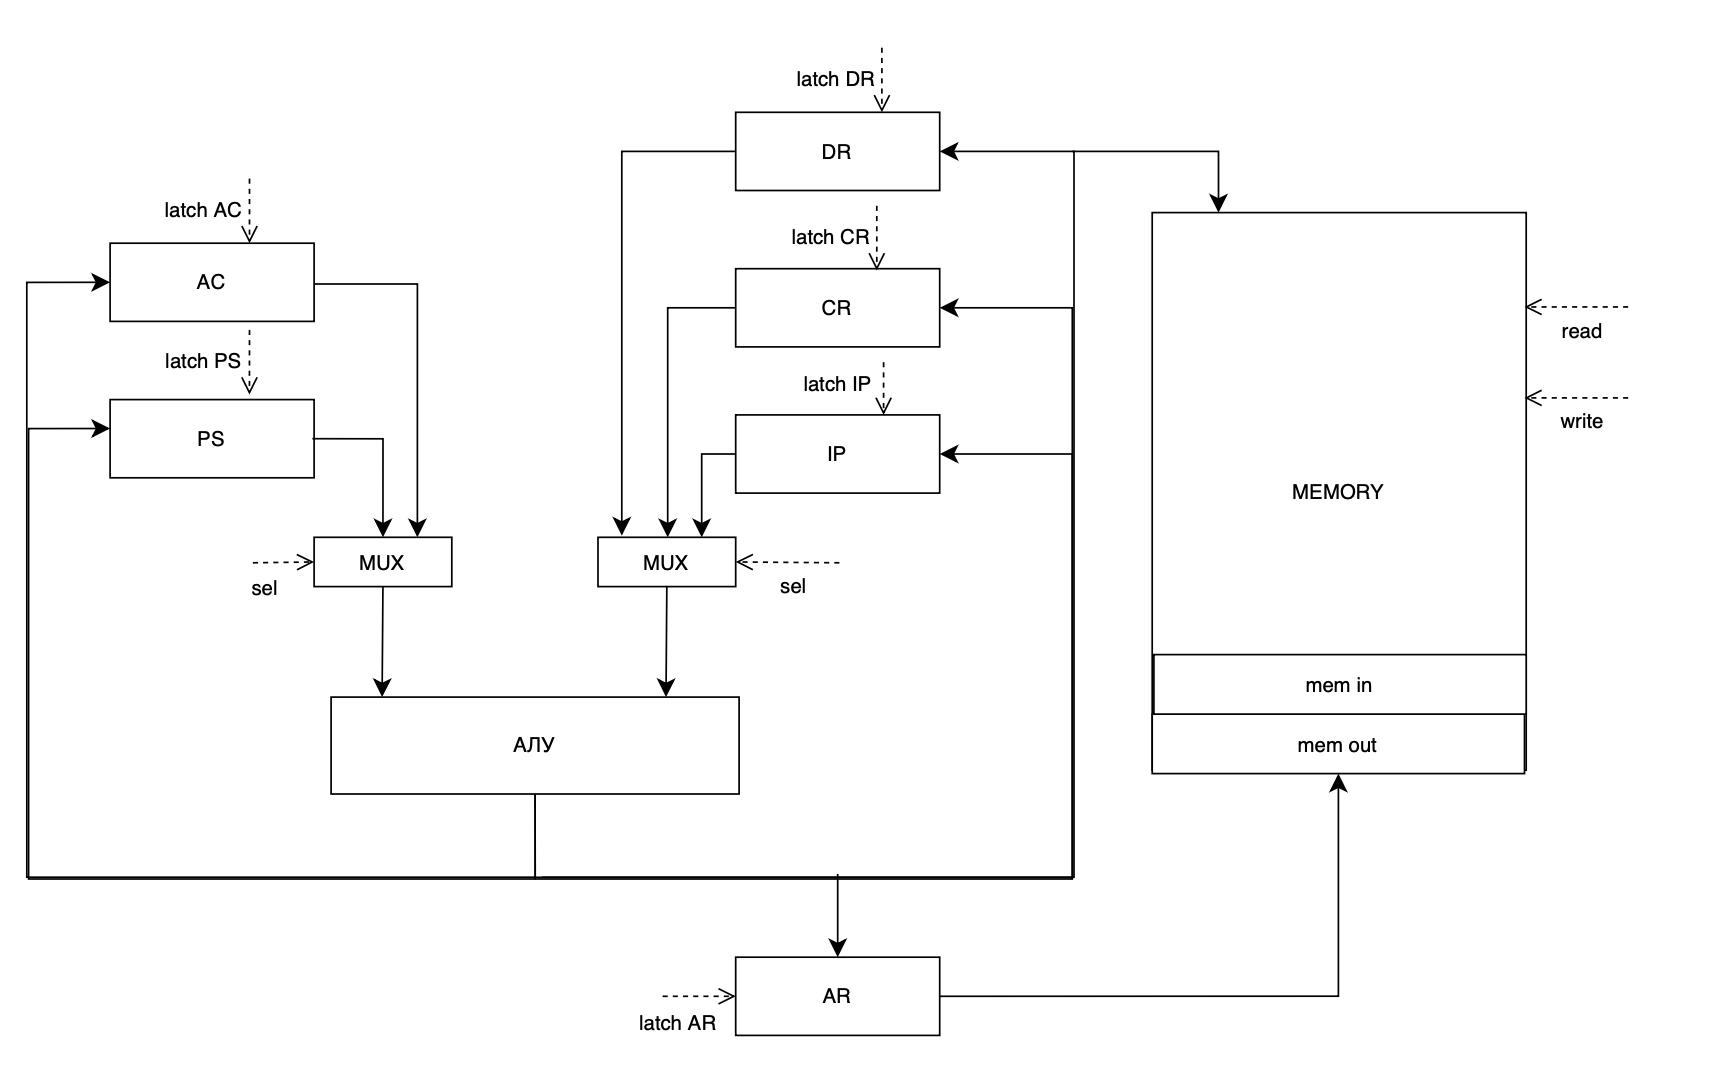 latch DR
DR
latch AC
AC
latch CR
CR
latch PS
PS
latch IP
IP
read
write
MEMORY
MUX
sel
MUX
sel
mem in
mem out
АЛУ
AR
latch AR